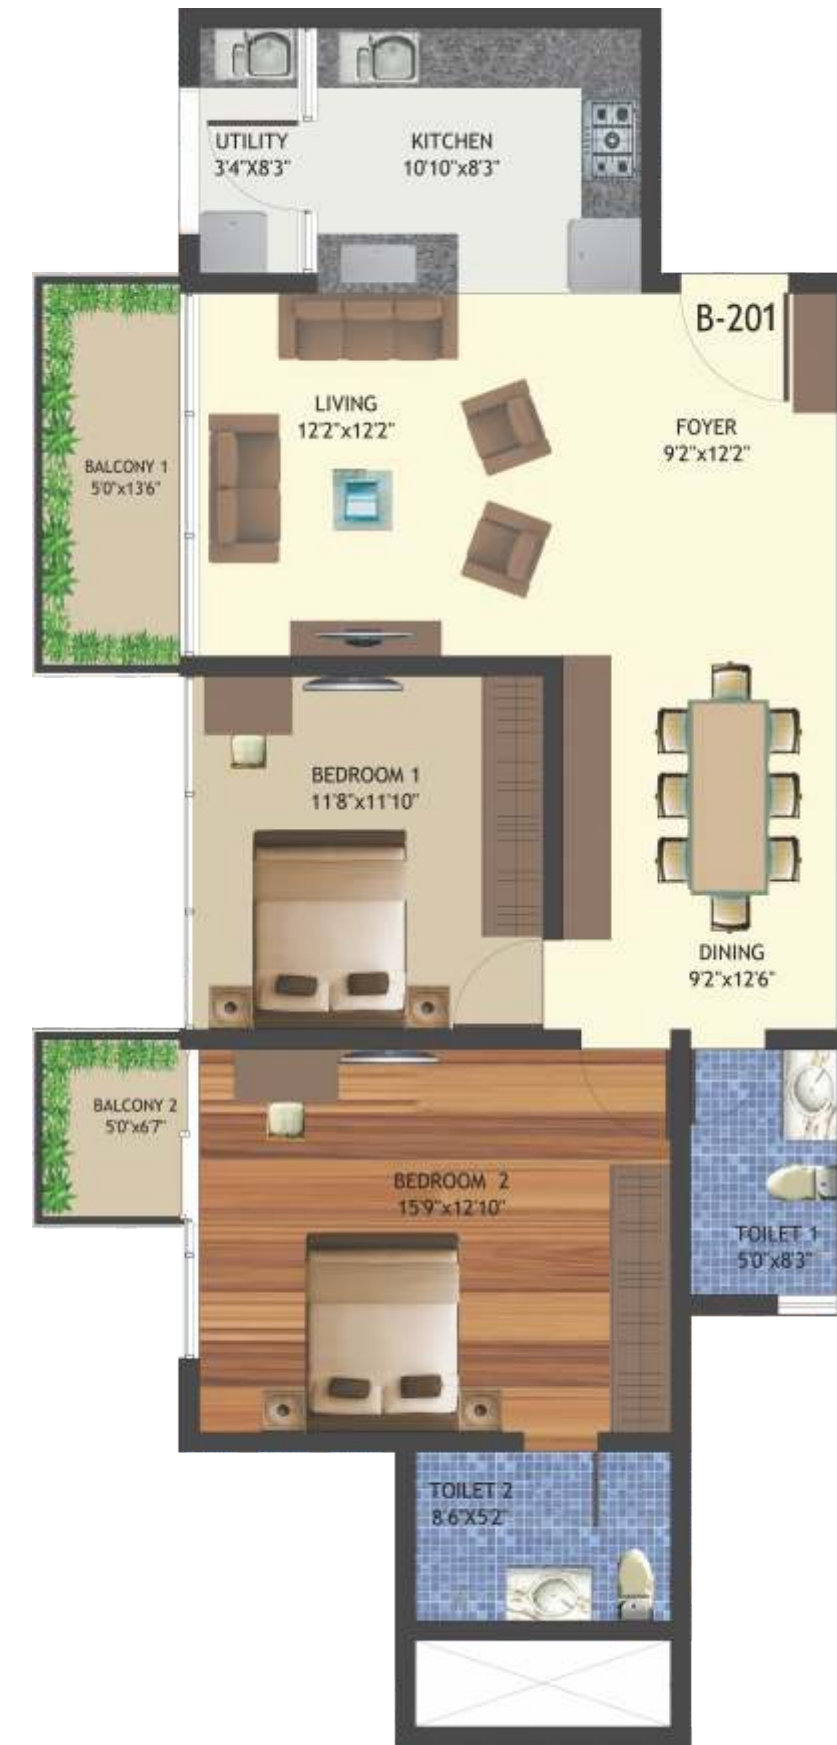 UTILITY
3'4"X8'3"
KITCHEN
10'10"x8'3"
B-201
LIVING
12'2"x12'2"
FOYER
9'2"x12'2"
BALCONY 1
5'0"x13'6"
BEDROOM 1
11'8"x11'10"
DINING
9'2"x12'6"
BALCONY 2
5'0"x6'7"
BEDROOM 2
15'9"x12'10"
TOILET 1
5'0"x8'3"
TOILET 2
8'6"X5'2"